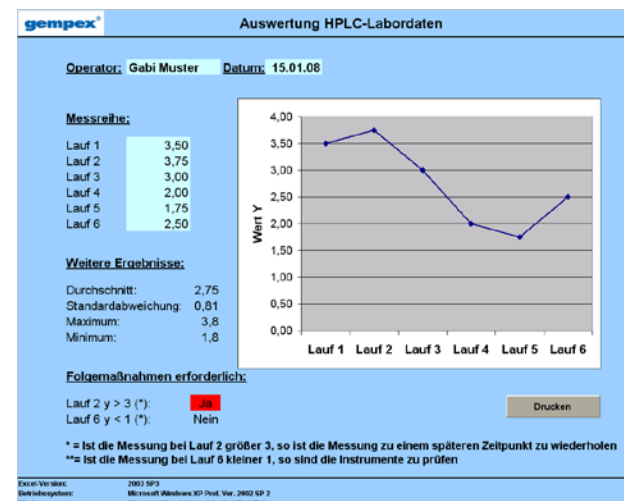 gempex® Auswertung HPLC-Labordaten
Operator: Gabi Muster Datum: 15.01.08
Messreihe:
Lauf 1 3,50
Lauf 2 3,75
Lauf 3 3,00
Lauf 4 2,00
Lauf 5 1,75
Lauf 6 2,50
Weitere Ergebnisse:
Durchschnitt: 2,75
Standardabweichung: 0,81
Maximum: 3,8
Minimum: 1,8
Wert Y
4,00
3,50
3,00
2,50
2,00
1,50
1,00
0,50
0,00
Lauf 1 Lauf 2 Lauf 3 Lauf 4 Lauf 5 Lauf 6
Folgemaßnahmen erforderlich:
Lauf 2 y > 3 (*): Ja
Lauf 6 y < 1 (*): Nein
Drucken
* = Ist die Messung bei Lauf 2 größer 3, so ist die Messung zu einem späteren Zeitpunkt zu wiederholen
**= Ist die Messung bei Lauf 6 kleiner 1, so sind die Instrumente zu prüfen
Excel-Version: 2003 SP3
Betriebssystem: Microsoft Windows XP Prof. Ver. 2002 SP 2